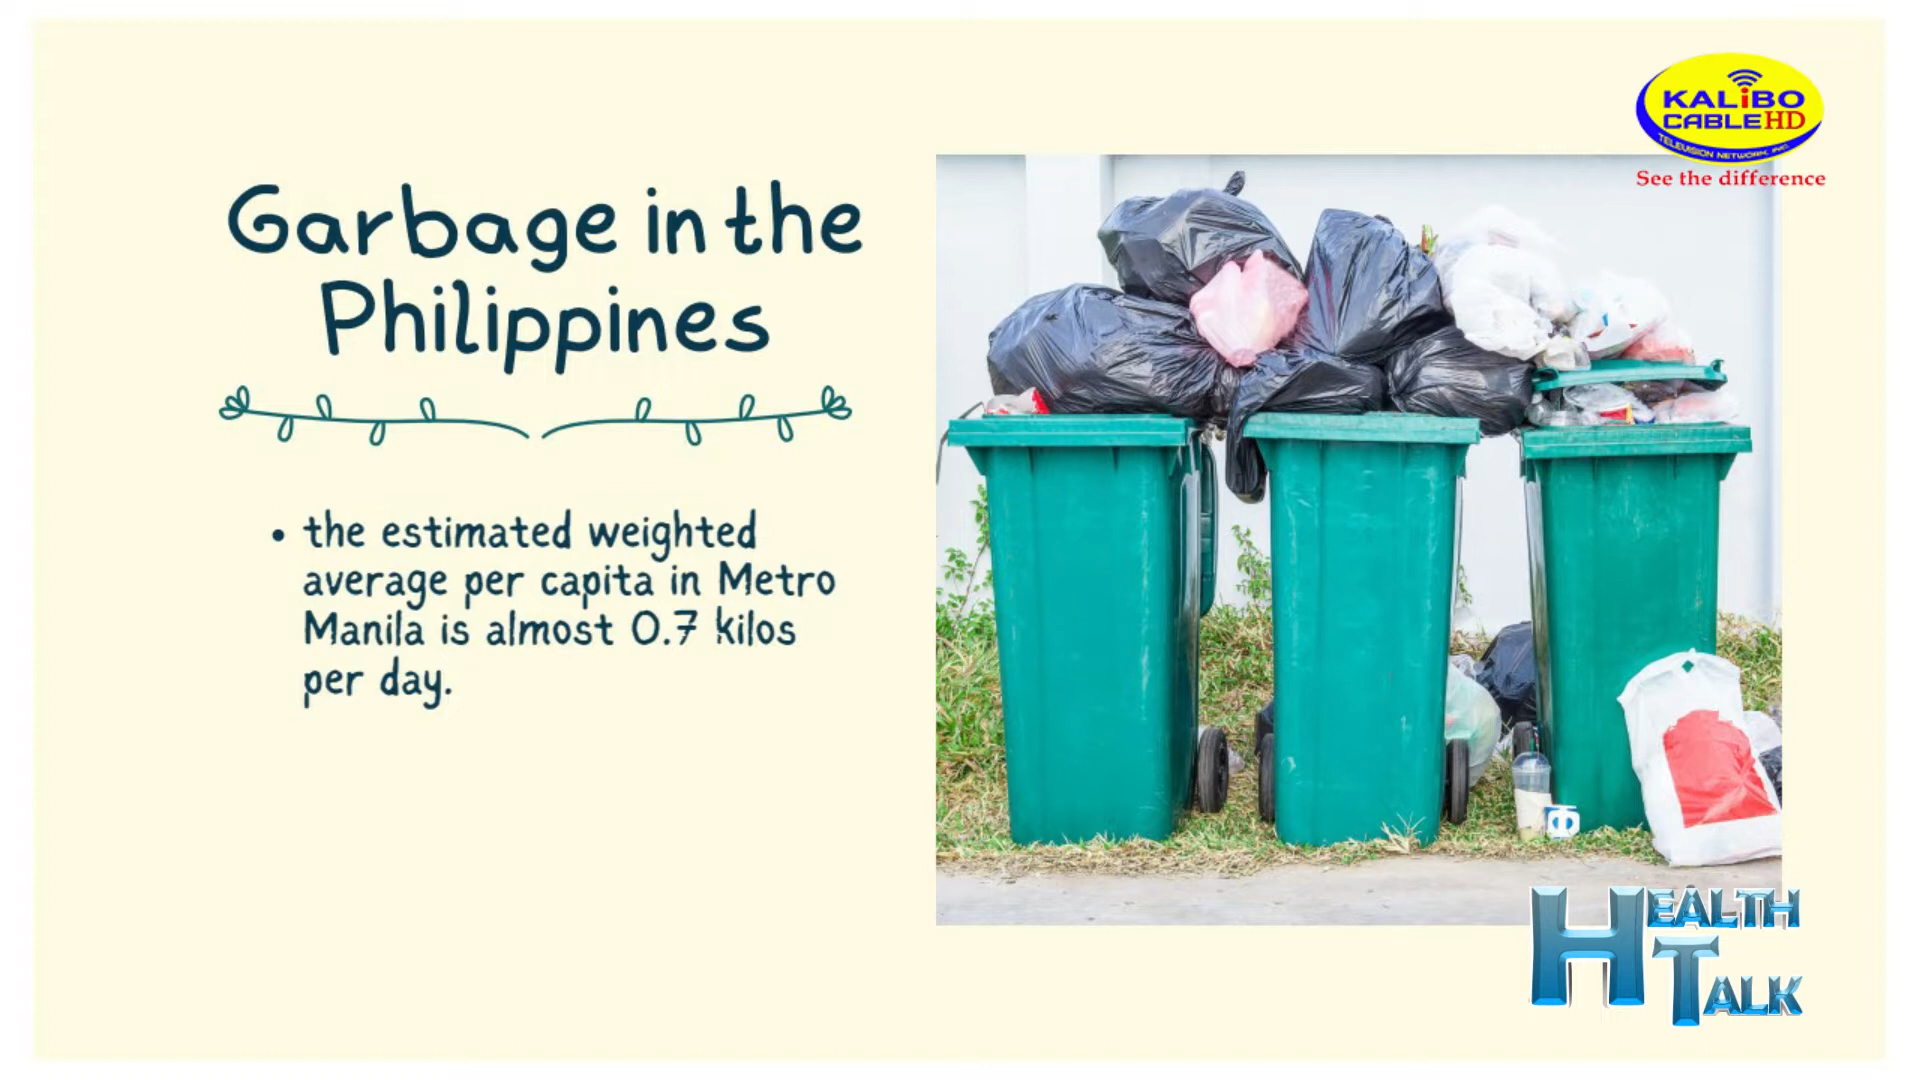 KALiBO
CABLEHD
TELEVISION NETWORK, INC.
See the difference
Garbage in the
Philippines
• the estimated weighted
average per capita in Metro
Manila is almost 0.7 kilos
per day.
HEALTH
TALK